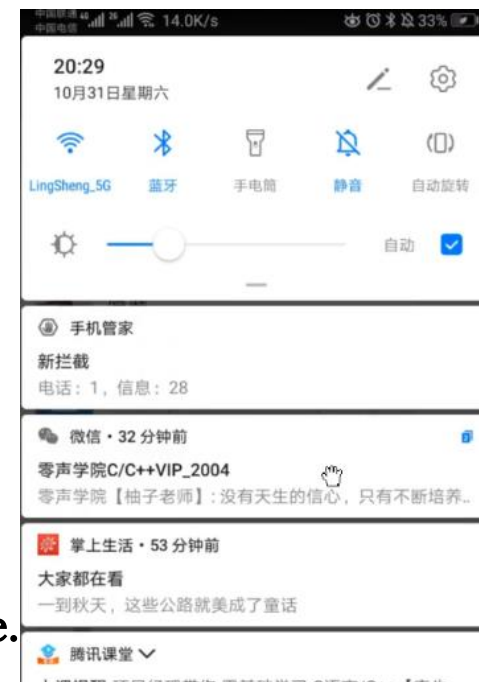 中国联通 46 26 14.0K/s 33%
中国电信
20:29
10月31日星期六
LingSheng_5G 蓝牙 手电筒 静音 自动旋转
自动
手机管家
新拦截
电话：1，信息：28
微信・32 分钟前
零声学院C/C++VIP_2004
零声学院【柚子老师】:没有天生的信心，只有不断培养..
掌上生活・53 分钟前
大家都在看
一到秋天，这些公路就美成了童话
e.
腾讯课堂